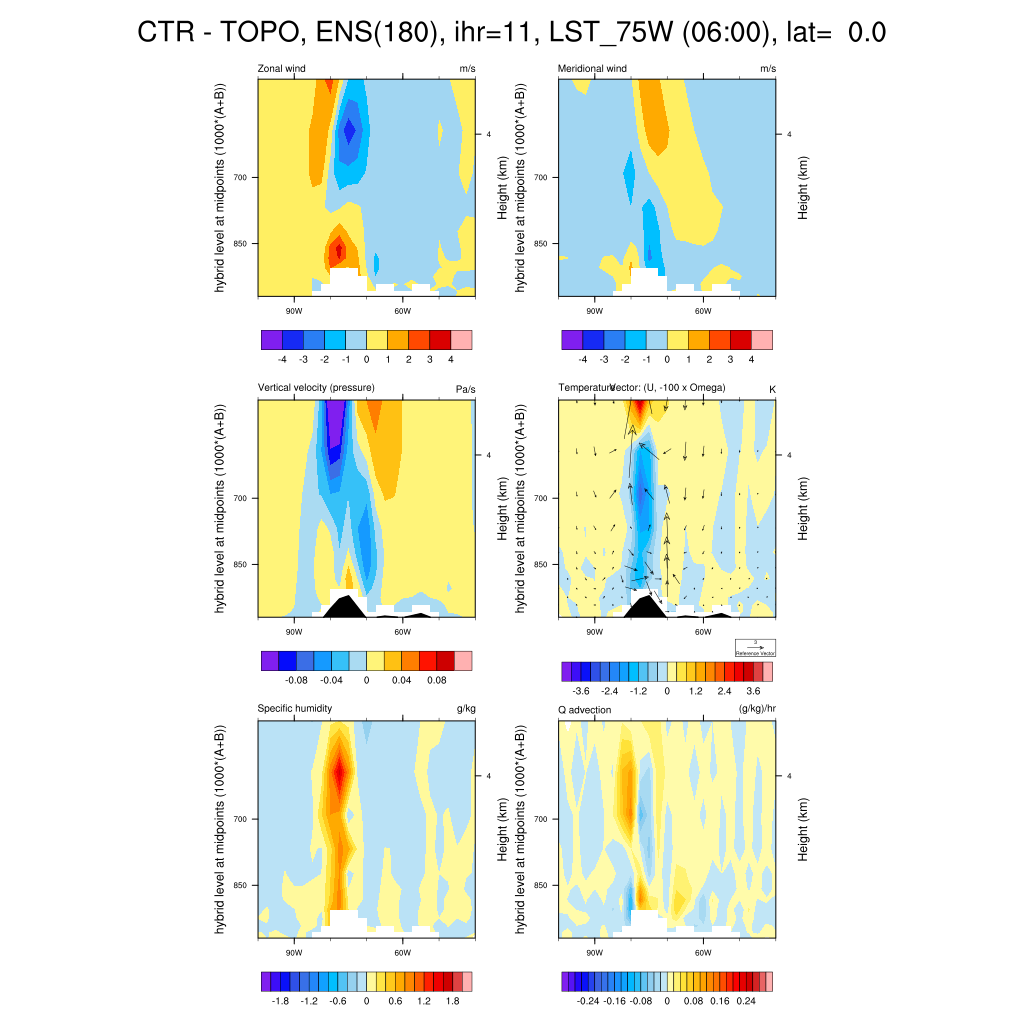 CTR - TOPO, ENS(180), ihr=11, LST_75W (06:00), lat= 0.0
Zonal wind m/s
hybrid level at midpoints (1000*(A+B))
700
850
4
Height (km)
90W 60W
-4 -3 -2 -1 0 1 2 3 4
Meridional wind m/s
hybrid level at midpoints (1000*(A+B))
700
850
4
Height (km)
90W 60W
-4 -3 -2 -1 0 1 2 3 4
Vertical velocity (pressure) Pa/s
hybrid level at midpoints (1000*(A+B))
700
850
4
Height (km)
90W 60W
-0.08 -0.04 0 0.04 0.08
Temperature Vector: (U, -100 x Omega) K
hybrid level at midpoints (1000*(A+B))
700
850
4
Height (km)
90W 60W
3
Reference Vector
-3.6 -2.4 -1.2 0 1.2 2.4 3.6
Specific humidity g/kg
hybrid level at midpoints (1000*(A+B))
700
850
4
Height (km)
90W 60W
-1.8 -1.2 -0.6 0 0.6 1.2 1.8
Q advection (g/kg)/hr
hybrid level at midpoints (1000*(A+B))
700
850
4
Height (km)
90W 60W
-0.24 -0.16 -0.08 0 0.08 0.16 0.24